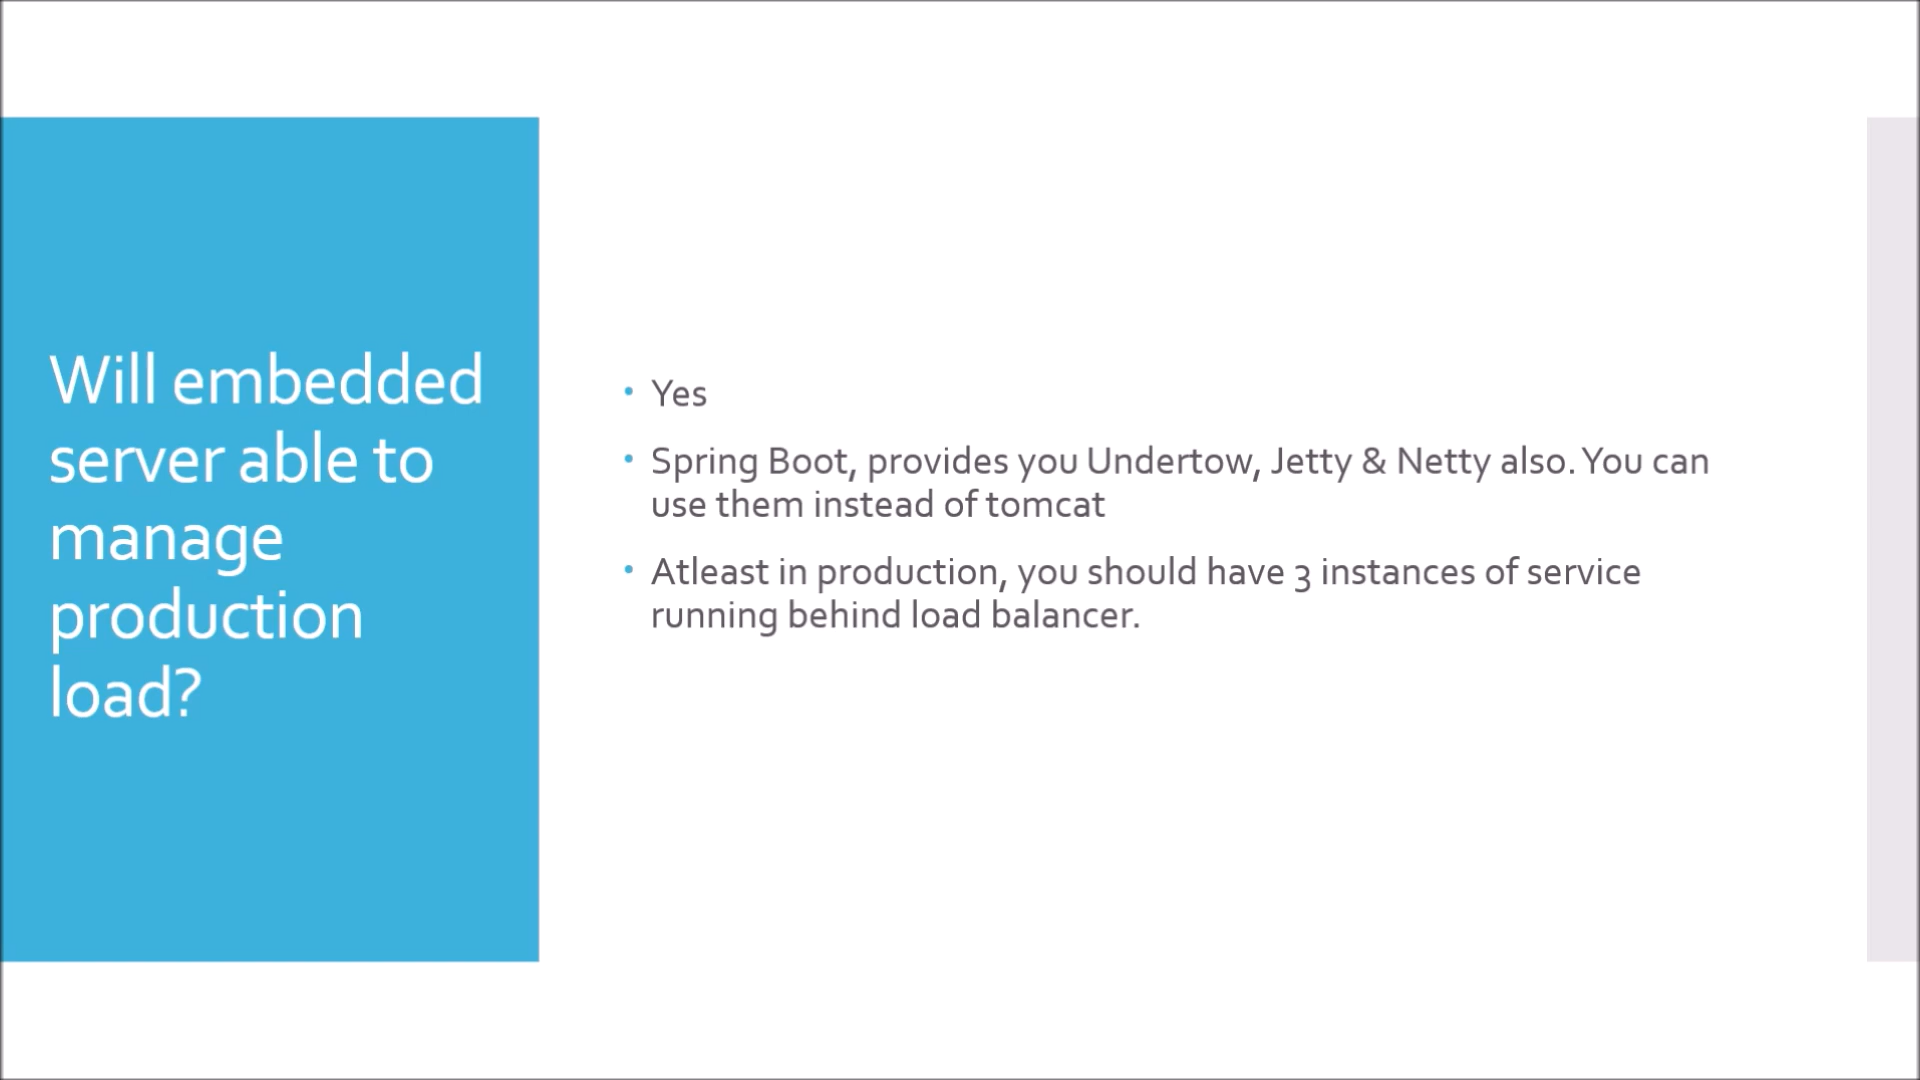 Will embedded
server able to
manage
production
load?
• Yes
• Spring Boot, provides you Undertow, Jetty & Netty also. You can
use them instead of tomcat
• Atleast in production, you should have 3 instances of service
running behind load balancer.